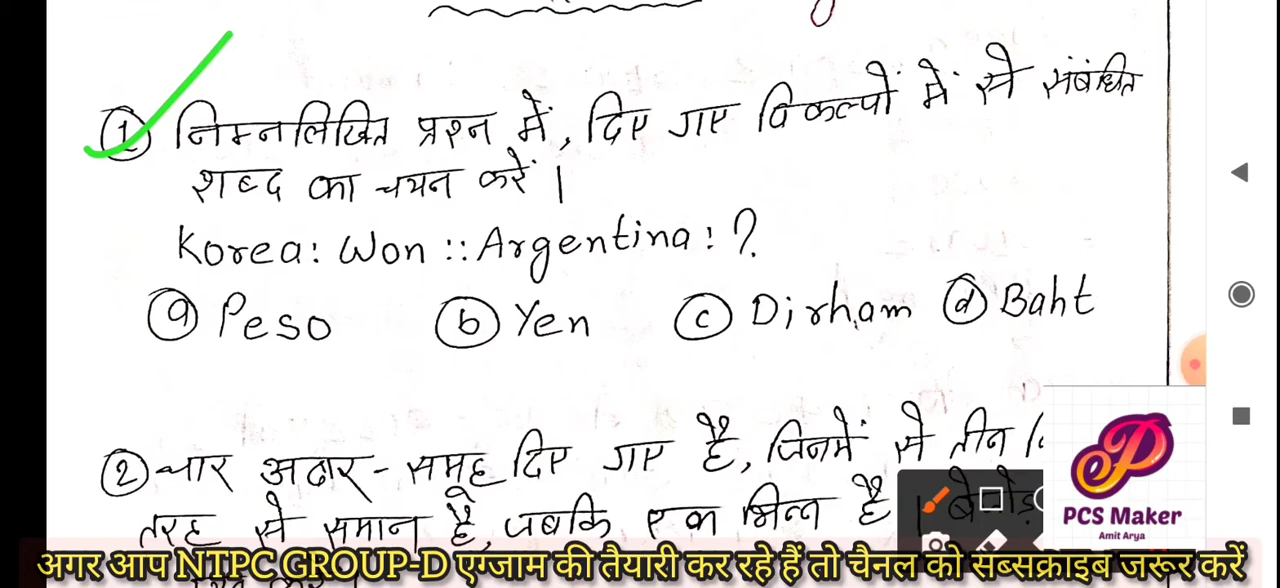 ① निम्नलिखित प्रश्न में, दिए गए विकल्पों में से संबंधित
शब्द का चयन करें।
Korea: Won :: Argentina: ?
ⓐ Peso ⓑ Yen ⓒ Dirham ⓓ Baht
② चार अक्षर - समूह दिए गए हैं, जिनमें से तीन
तरह से समान हैं, जबकि एक भिन्न है।
PCS Maker
Amit Arya
अगर आप NTPC GROUP-D एग्जाम की तैयारी कर रहे हैं तो चैनल को सब्सक्राइब जरूर करें